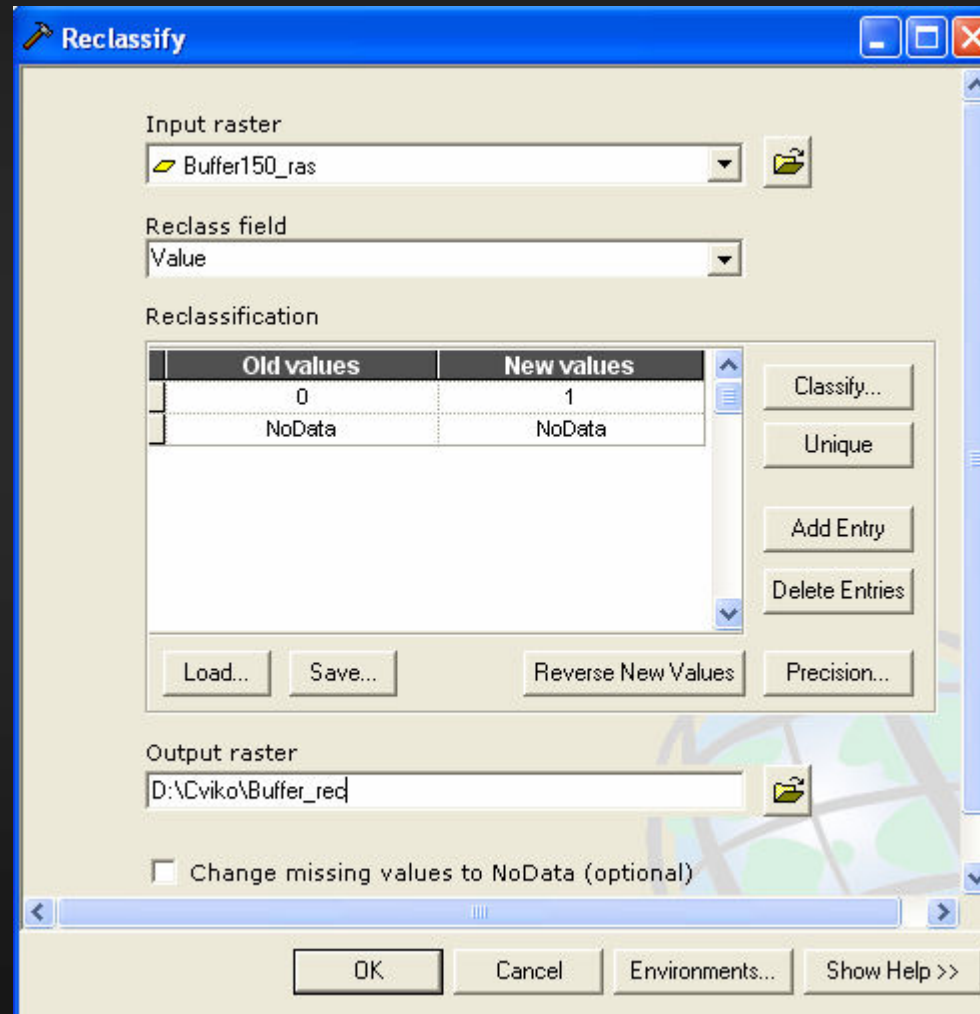 Reclassify
Input raster
Buffer150_ras
Reclass field
Value
Reclassification
Old values New values
0 1
NoData NoData
Classify...
Unique
Add Entry
Delete Entries
Load... Save... Reverse New Values Precision...
Output raster
D:\Cviko\Buffer_rec
Change missing values to NoData (optional)
OK Cancel Environments... Show Help >>